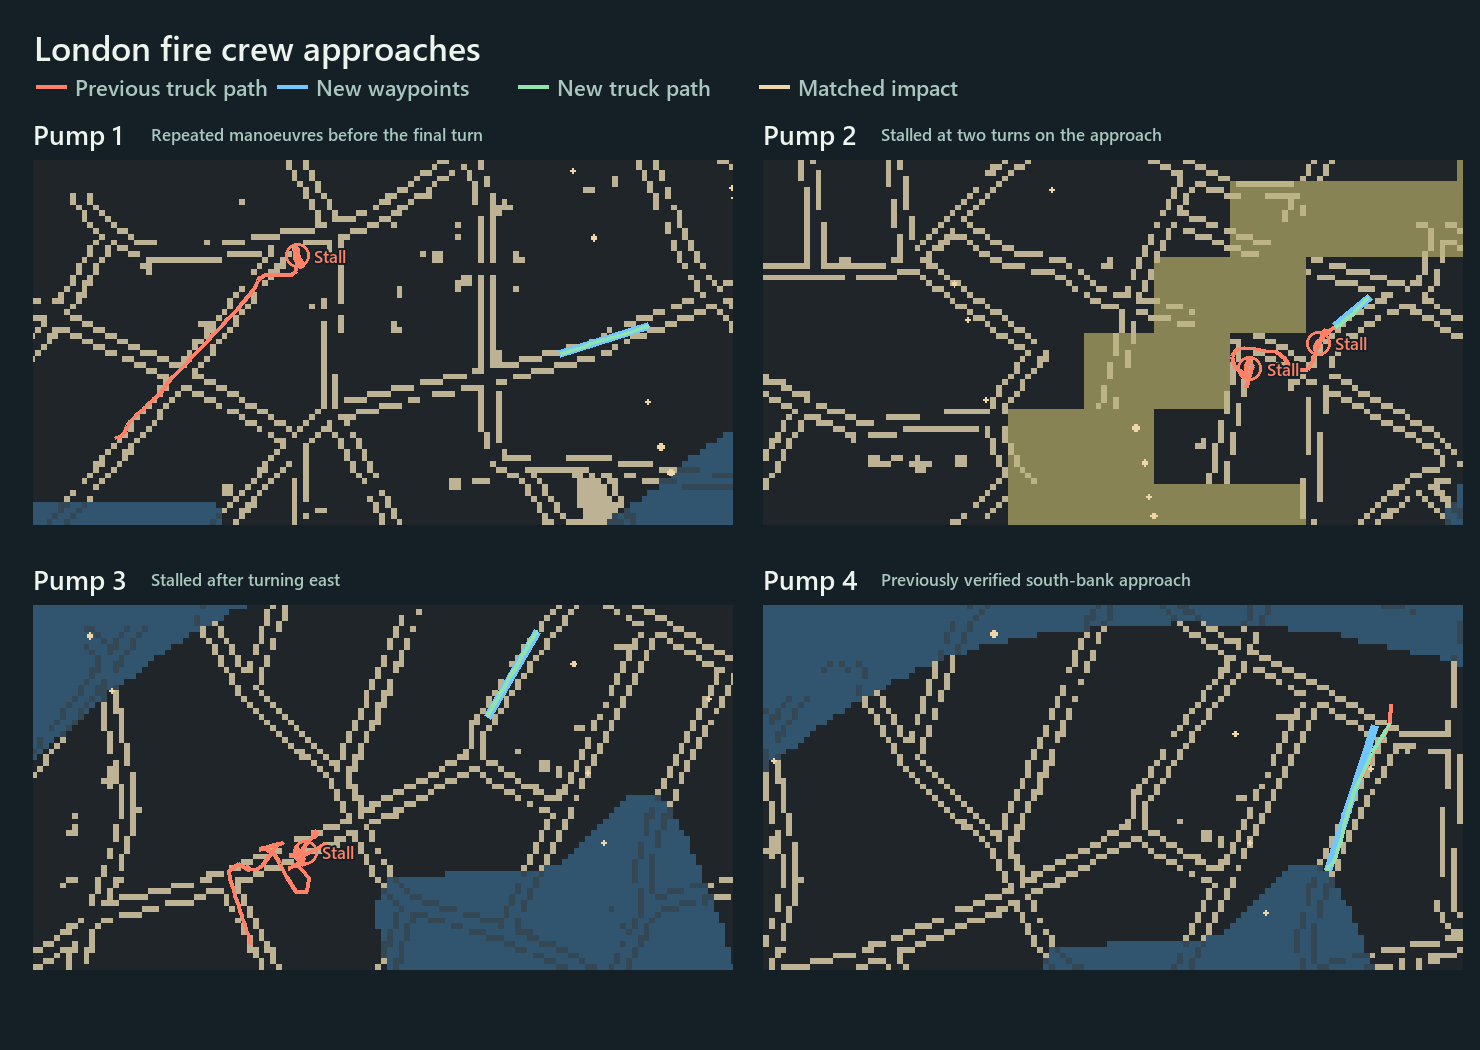 London fire crew approaches
Previous truck path New waypoints New truck path Matched impact
Pump 1 Repeated manoeuvres before the final turn
Stall
Pump 2 Stalled at two turns on the approach
Stall
Stall
Pump 3 Stalled after turning east
Stall
Pump 4 Previously verified south-bank approach